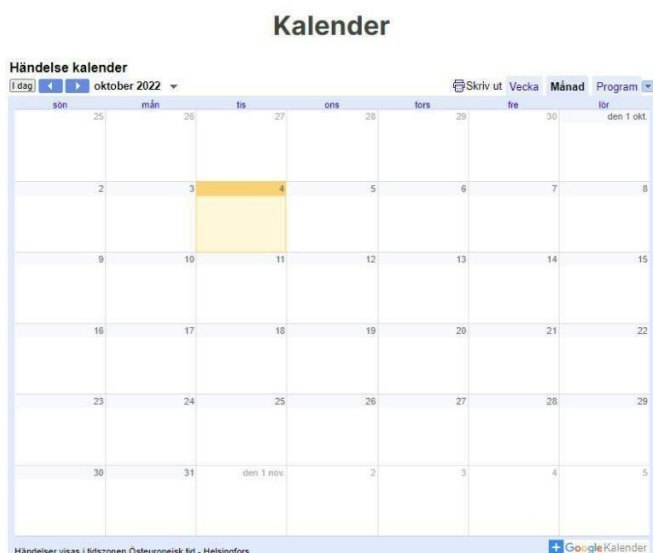 Kalender
Händelse kalender
I dag oktober 2022 Skriv ut Vecka Månad Program
sön mån tis ons tors fre lör
25 26 27 28 29 30 den 1 okt.
2 3 4 5 6 7 8
9 10 11 12 13 14 15
16 17 18 19 20 21 22
23 24 25 26 27 28 29
30 31 den 1 nov. 2 3 4 5
Händelser visas i tidszonen Östeuropeisk tid - Helsingfors
Google Kalender